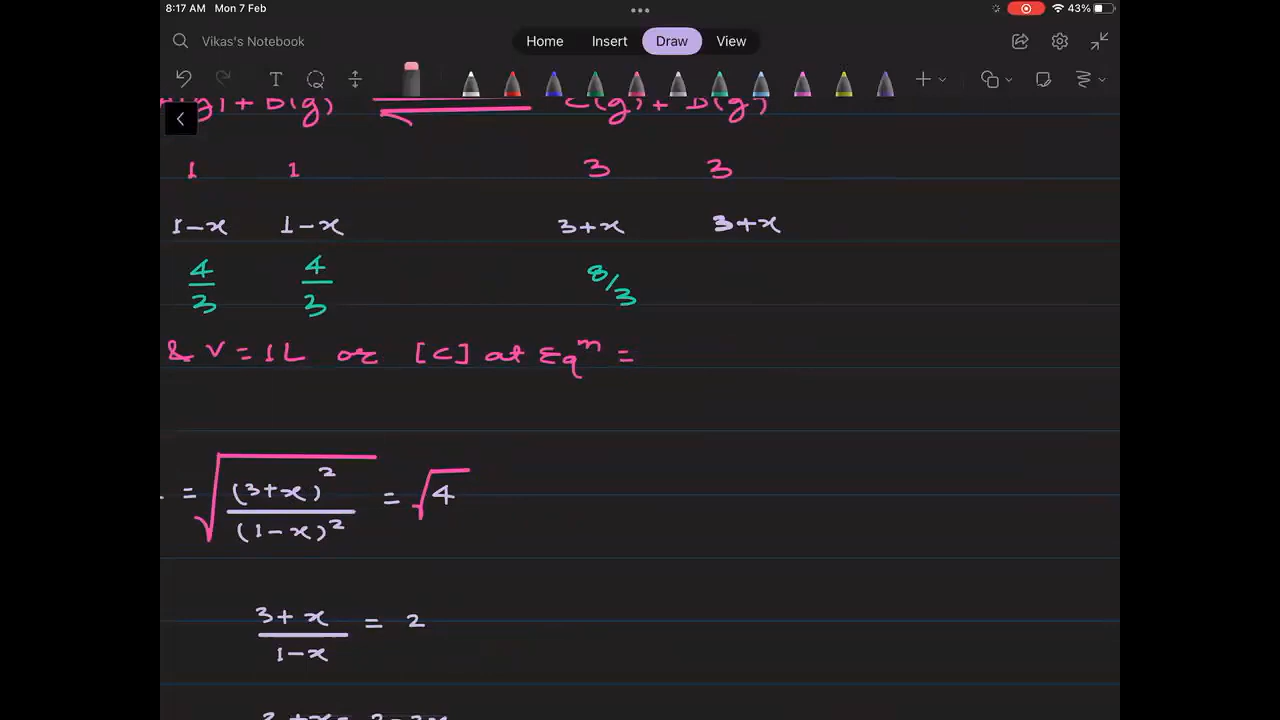 8:17 AM Mon 7 Feb
43%
Vikas's Notebook
Home Insert Draw View
(g) + B(g) C(g) + D(g)
1 1 3 3
1-x 1-x 3+x 3+x
4/3 4/3 8/3
& V = 1L or [C] at Eqᵐ =
= √((3+x)²/(1-x)²) = √4
(3+x)/(1-x) = 2